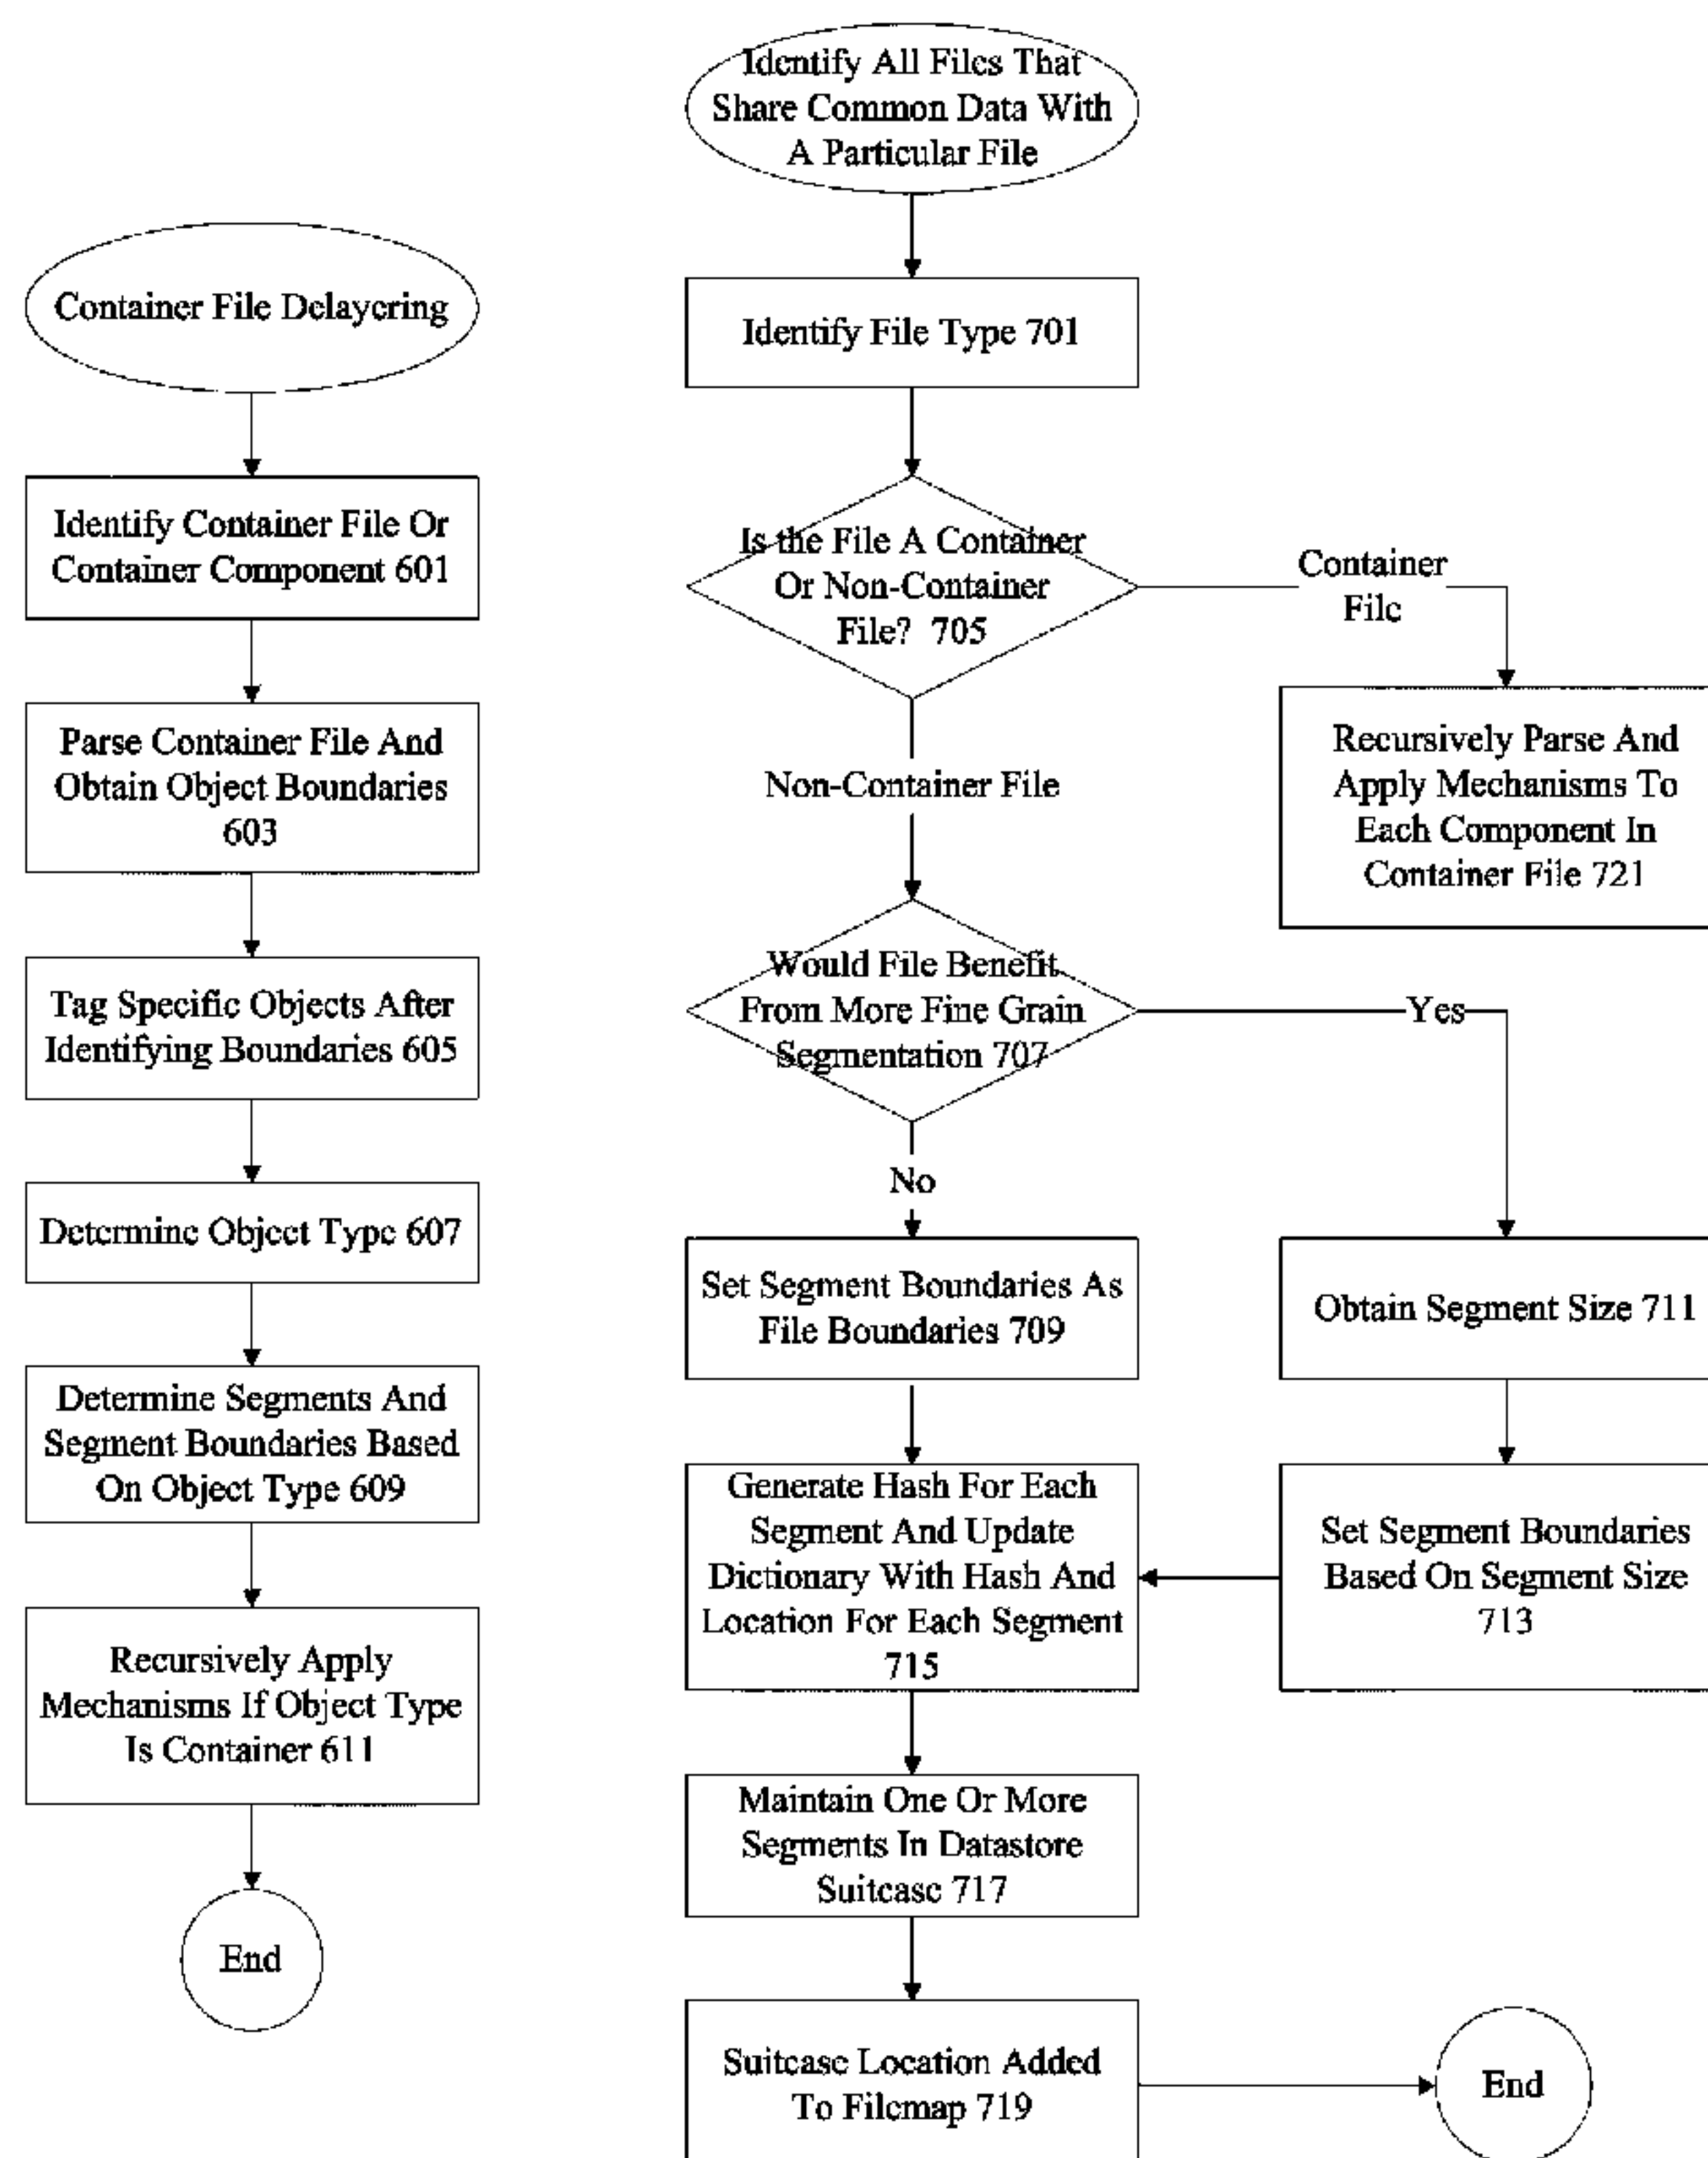 Container File Delayering
Identify Container File Or
Container Component 601
Parse Container File And
Obtain Object Boundaries
603
Tag Specific Objects After
Identifying Boundaries 605
Determine Object Type 607
Determine Segments And
Segment Boundaries Based
On Object Type 609
Recursively Apply
Mechanisms If Object Type
Is Container 611
End
Identify All Files That
Share Common Data With
A Particular File
Identify File Type 701
Is the File A Container
Or Non-Container
File? 705
Container
File
Recursively Parse And
Apply Mechanisms To
Each Component In
Container File 721
Non-Container File
Would File Benefit
From More Fine Grain
Segmentation 707
Yes
No
Set Segment Boundaries As
File Boundaries 709
Obtain Segment Size 711
Set Segment Boundaries
Based On Segment Size
713
Generate Hash For Each
Segment And Update
Dictionary With Hash And
Location For Each Segment
715
Maintain One Or More
Segments In Datastore
Suitcase 717
Suitcase Location Added
To Filemap 719
End